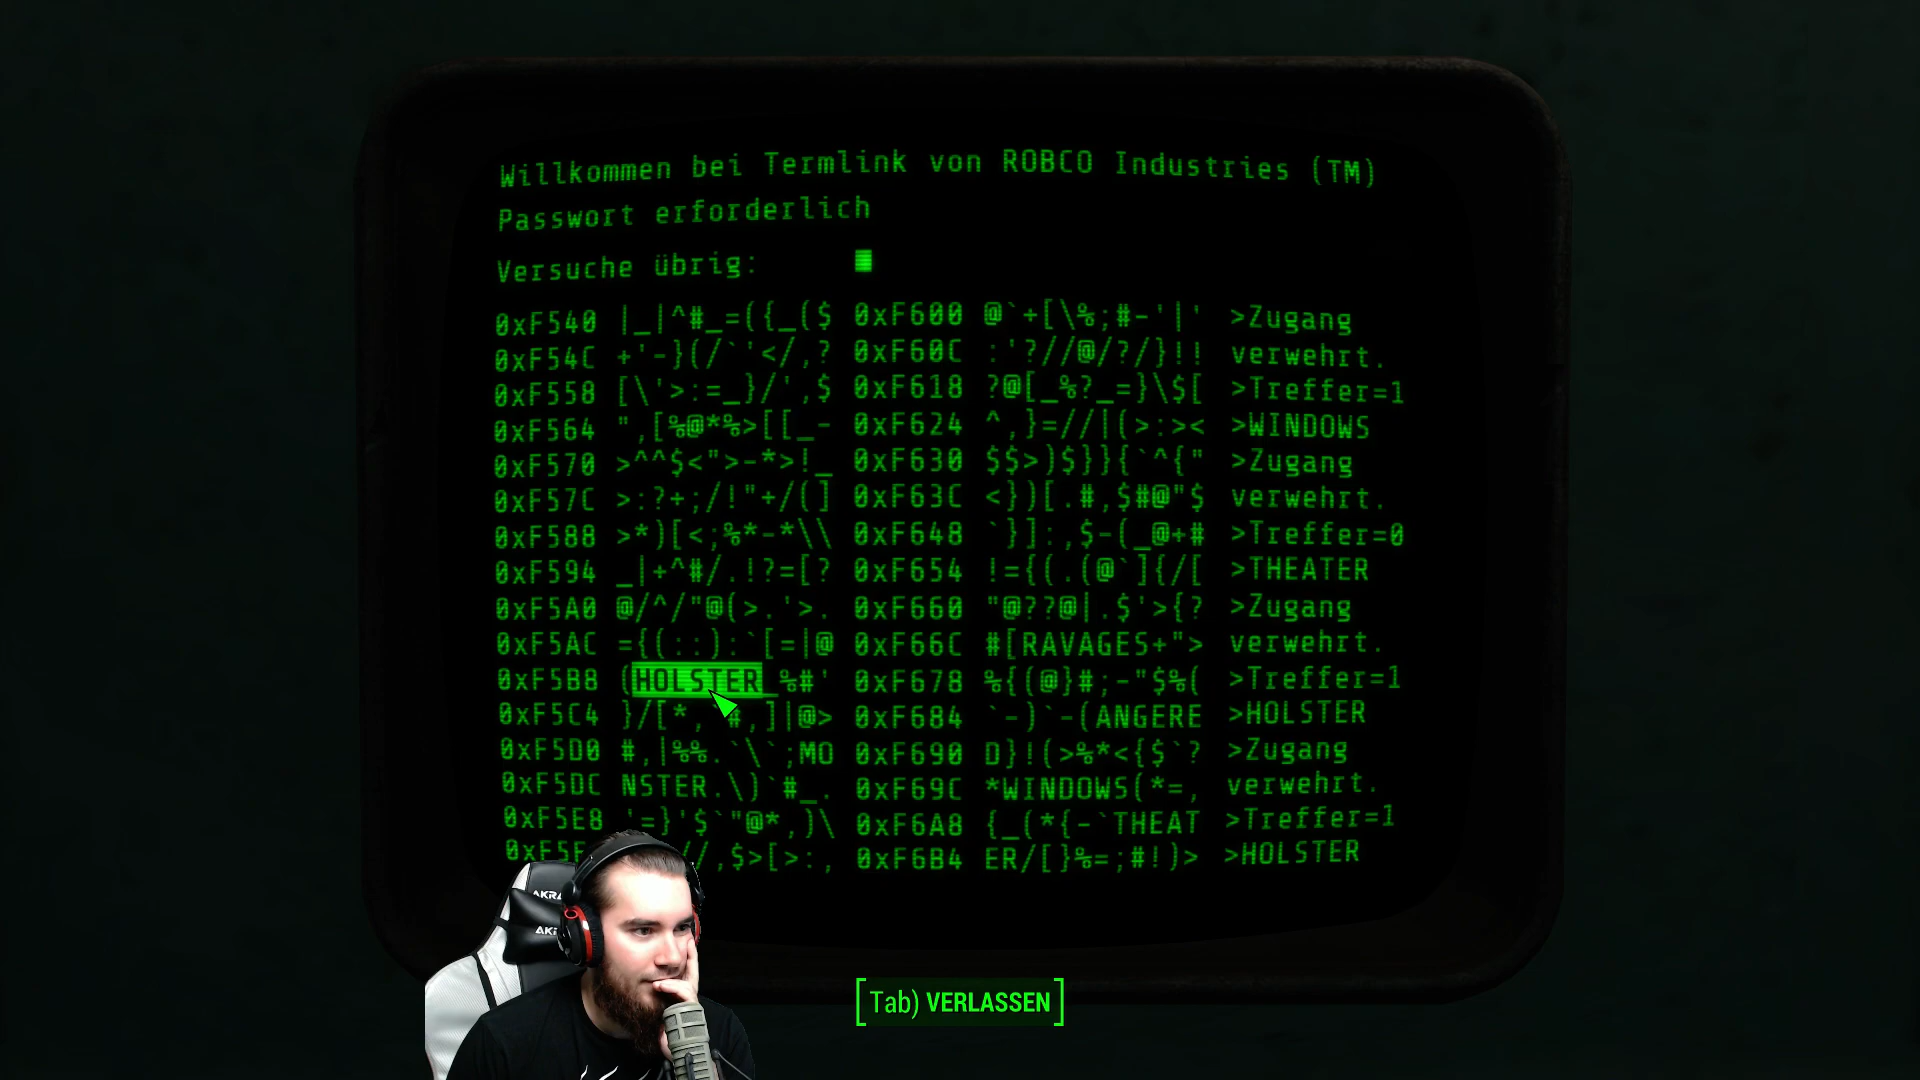 Willkommen bei Termlink von ROBCO Industries (TM)
Passwort erforderlich
Versuche übrig:
0xF540 |_|^#_=({_($ 0xF600 @`+[\%;#-'|' >Zugang
0xF54C +'-}(/`'</,? 0xF60C :'?//@/?/}!! verwehrt.
0xF558 [\'>:=_}/',$ 0xF618 ?@[_%?_=}\$[ >Treffer=1
0xF564 ",[%@*%>[[_- 0xF624 ^,}=//|(>:>< >WINDOWS
0xF570 >^^$<">-*>!_ 0xF630 $$>)$}}{`^{" >Zugang
0xF57C >:?+;/!"+/(] 0xF63C <})[.#,$#@"$ verwehrt.
0xF588 >*)[<;%*-*\\ 0xF648 `}]:,$-(_@+# >Treffer=0
0xF594 _|+^#/.!?=[? 0xF654 !={(.(@`]{/[ >THEATER
0xF5A0 @/^/"@(>.'>. 0xF660 "@??@|.$'>{? >Zugang
0xF5AC ={(::):`[=|@ 0xF66C #[RAVAGES+"> verwehrt.
0xF5B8 (HOLSTER_%#' 0xF678 %{(@}#;-"$%( >Treffer=1
0xF5C4 }/[*,`#,]|@> 0xF684 `-)`-(ANGERE >HOLSTER
0xF5D0 #,|%%.`\`;MO 0xF690 D}!(>%*<{$`? >Zugang
0xF5DC NSTER.\)`#_. 0xF69C *WINDOWS(*=, verwehrt.
0xF5E8 '=}'$`"@*,)\ 0xF6A8 {_(*{-`THEAT >Treffer=1
/,$>[>:, 0xF6B4 ER/[}%=;#!)> >HOLSTER
[Tab) VERLASSEN]